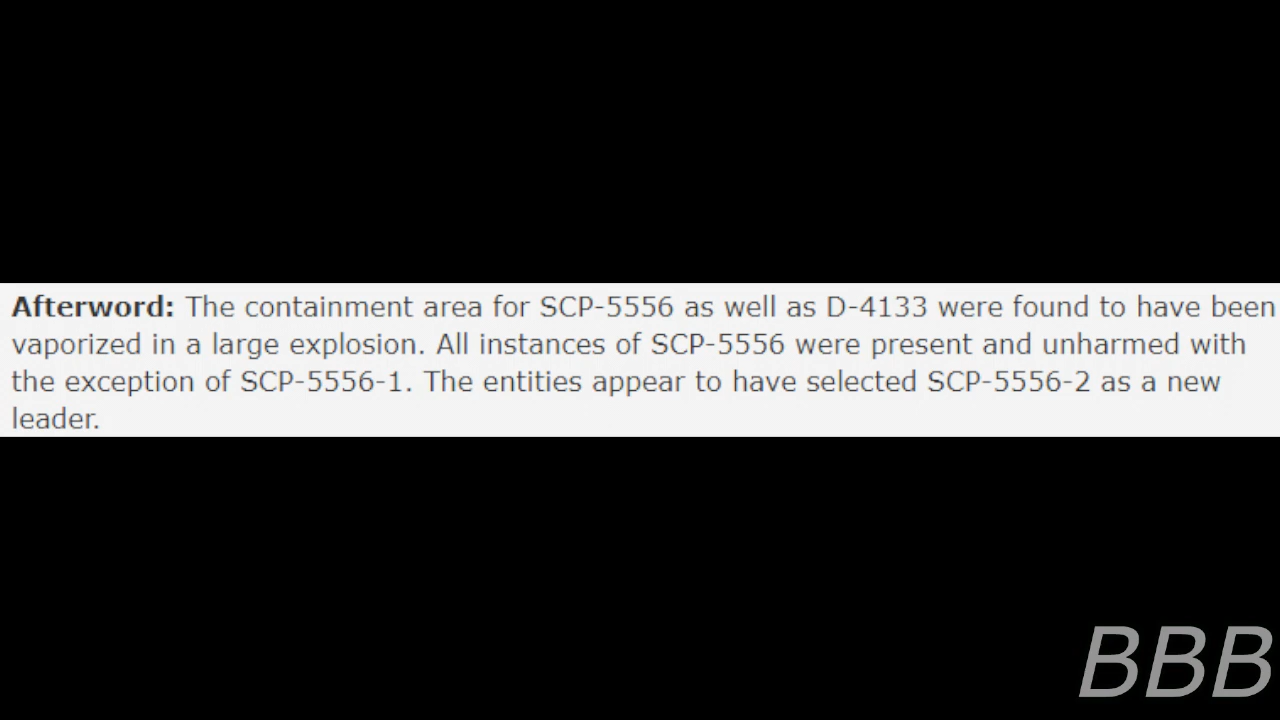 Afterword: The containment area for SCP-5556 as well as D-4133 were found to have been
vaporized in a large explosion. All instances of SCP-5556 were present and unharmed with
the exception of SCP-5556-1. The entities appear to have selected SCP-5556-2 as a new
leader.
BBB